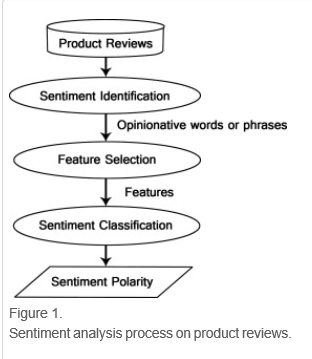 Product Reviews
Sentiment Identification
Opinionative words or phrases
Feature Selection
Features
Sentiment Classification
Sentiment Polarity
Figure 1.
Sentiment analysis process on product reviews.